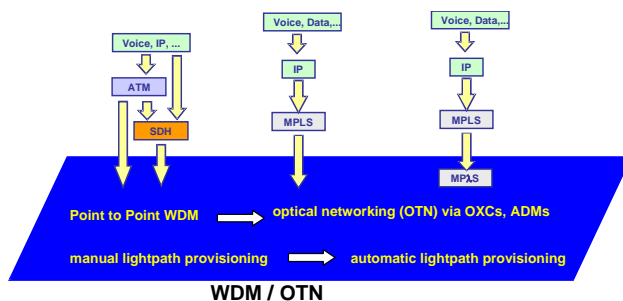 Voice, IP, ...
ATM
SDH
Voice, Data,...
IP
MPLS
Voice, Data,...
IP
MPLS
MPλS
Point to Point WDM
optical networking (OTN) via OXCs, ADMs
manual lightpath provisioning
automatic lightpath provisioning
WDM / OTN